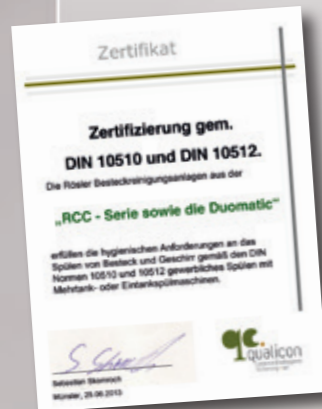 Zertifikat
Zertifizierung gem.
DIN 10510 und DIN 10512.
Die Rösler Besteckreinigungsanlagen aus der
„RCC - Serie sowie die Duomatic“
erfüllen die hygienischen Anforderungen an das
Spülen von Besteck und Geschirr gemäß den DIN
Normen 10510 und 10512 gewerbliches Spülen mit
Mehrtank- oder Eintankspülmaschinen.
qualicon
Sebastian
Münster, 28.06.2013